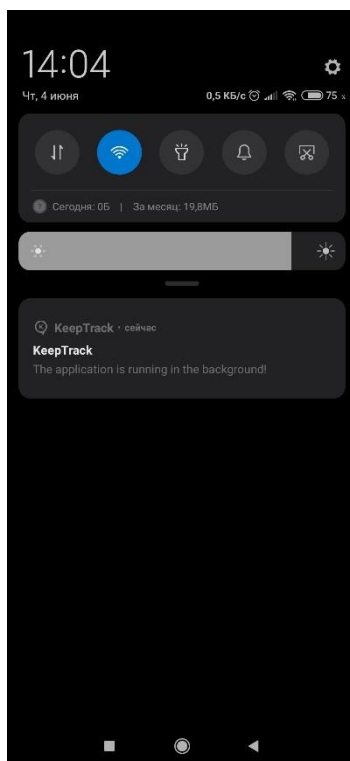 14:04
Чт, 4 июня
0,5 КБ/с 75 %
Сегодня: 0Б | За месяц: 19,8МБ
KeepTrack · сейчас
KeepTrack
The application is running in the background!